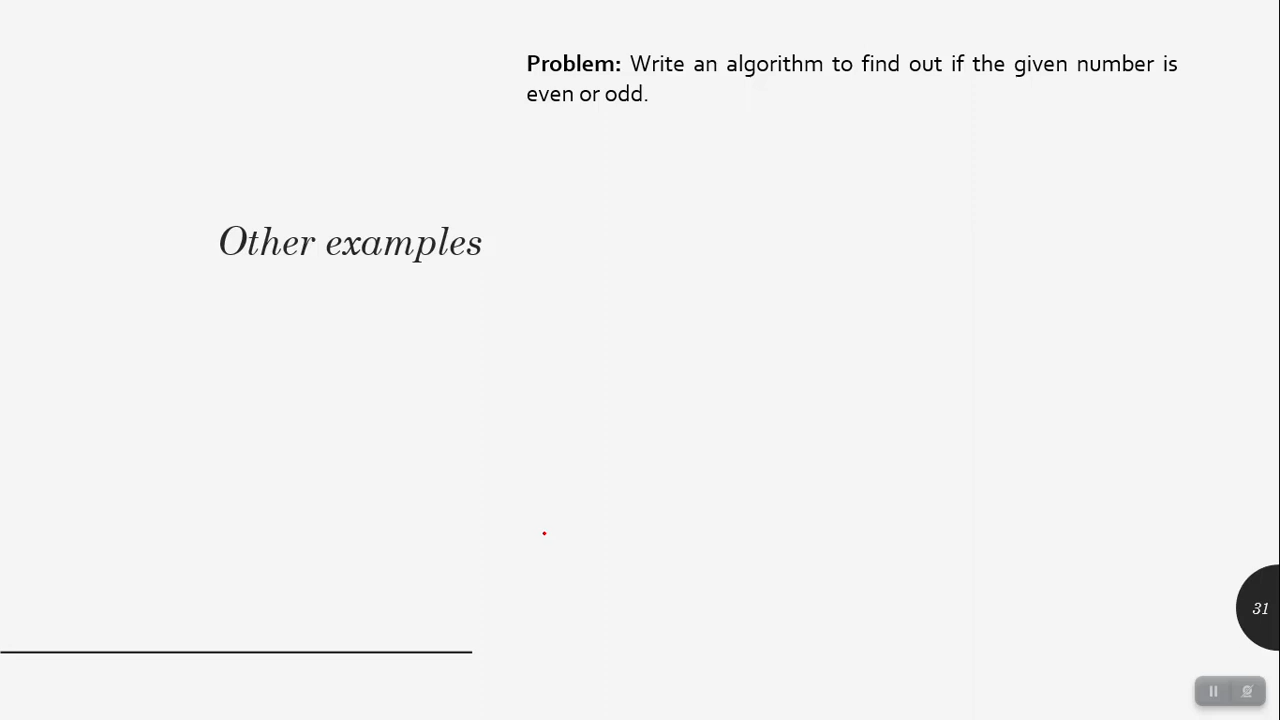 Problem: Write an algorithm to find out if the given number is
even or odd.
Other examples
31